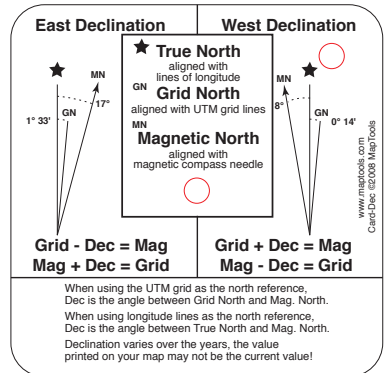 East Declination
MN
17°
GN
1° 33'
True North
aligned with
lines of longitude
GN
Grid North
aligned with UTM grid lines
MN
Magnetic North
aligned with
magnetic compass needle
West Declination
MN
8°
GN
0° 14'
www.maptools.com
Card-Dec ©2008 MapTools
Grid - Dec = Mag
Mag + Dec = Grid
Grid + Dec = Mag
Mag - Dec = Grid
When using the UTM grid as the north reference,
Dec is the angle between Grid North and Mag. North.
When using longitude lines as the north reference,
Dec is the angle between True North and Mag. North.
Declination varies over the years, the value
printed on your map may not be the current value!